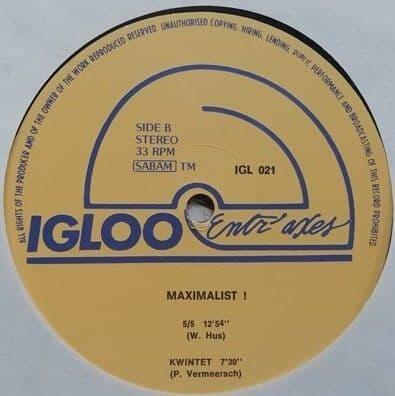 ALL RIGHTS OF THE PRODUCER AND OF THE OWNER OF THE WORK REPRODUCED RESERVED. UNAUTHORISED COPYING, HIRING, LENDING, PUBLIC PERFORMANCE AND BROADCASTING OF THIS RECORD PROHIBITED
SIDE B
STEREO
33 RPM
SABAM TM
IGL 021
IGLOO Entr'axes
MAXIMALIST !
5/5 12'54"
(W. Hus)
KWINTET 7'30"
(P. Vermeersch)